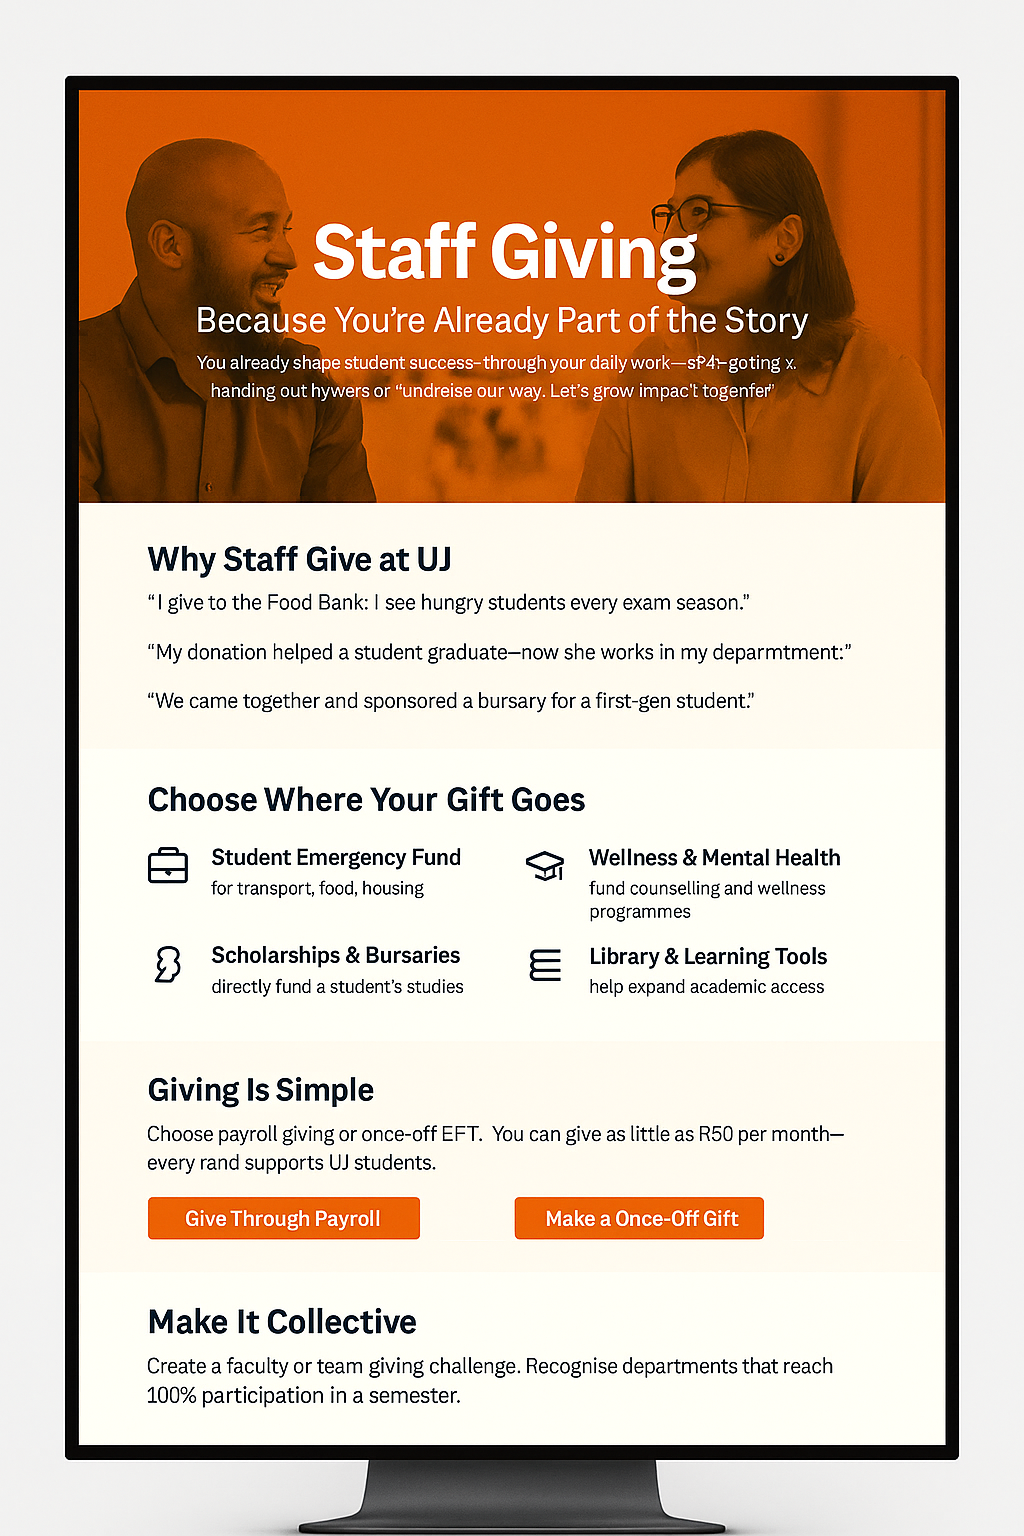 Staff Giving
Because You're Already Part of the Story
You already shape student success–through your daily work—
handing out hywers or “undreise our way. Let's grow impac't
Why Staff Give at UJ
“I give to the Food Bank: I see hungry students every exam season.”
“My donation helped a student graduate—now she works in my deparmtment:”
“We came together and sponsored a bursary for a first-gen student.”
Choose Where Your Gift Goes
Student Emergency Fund
for transport, food, housing
Wellness & Mental Health
fund counselling and wellness
programmes
Scholarships & Bursaries
directly fund a student's studies
Library & Learning Tools
help expand academic access
Giving Is Simple
Choose payroll giving or once-off EFT. You can give as little as R50 per month—
every rand supports UJ students.
Give Through Payroll
Make a Once-Off Gift
Make It Collective
Create a faculty or team giving challenge. Recognise departments that reach
100% participation in a semester.